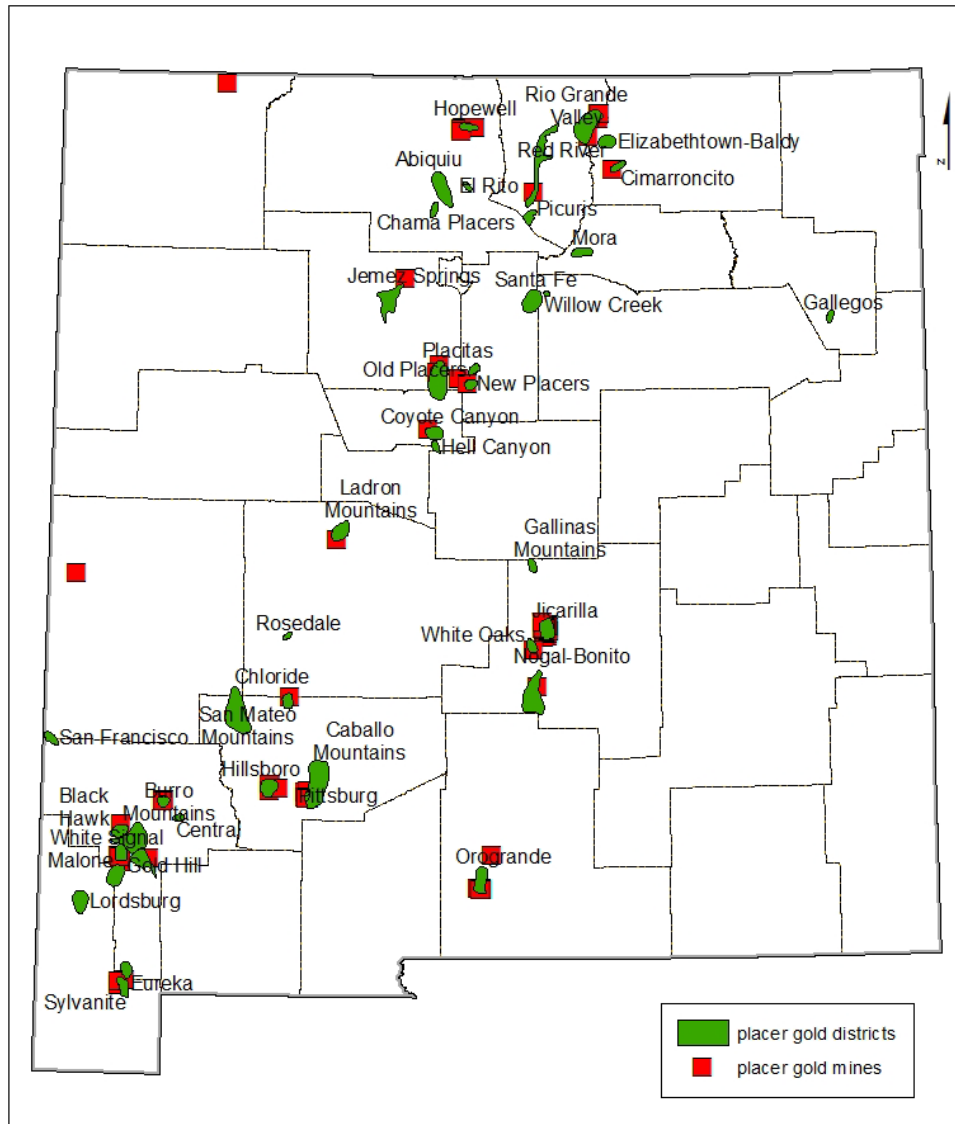 Rio Grande
Valley
Hopewell
Red River
Elizabethtown-Baldy
Abiquiu
El Rito
Cimarroncito
Chama Placers
Picuris
Mora
N
Jemez Springs
Santa Fe
Willow Creek
Gallegos
Placitas
Old Placers
New Placers
Coyote Canyon
Hell Canyon
Ladron
Mountains
Gallinas
Mountains
Jicarilla
Rosedale
White Oaks
Nogal-Bonito
Chloride
San Mateo
Mountains
Caballo
Mountains
San Francisco
Hillsboro
Pittsburg
Black
Hawk
Burro
Mountains
Central
White Signal
Malone
Gold Hill
Orogrande
Lordsburg
Eureka
Sylvanite
placer gold districts
placer gold mines